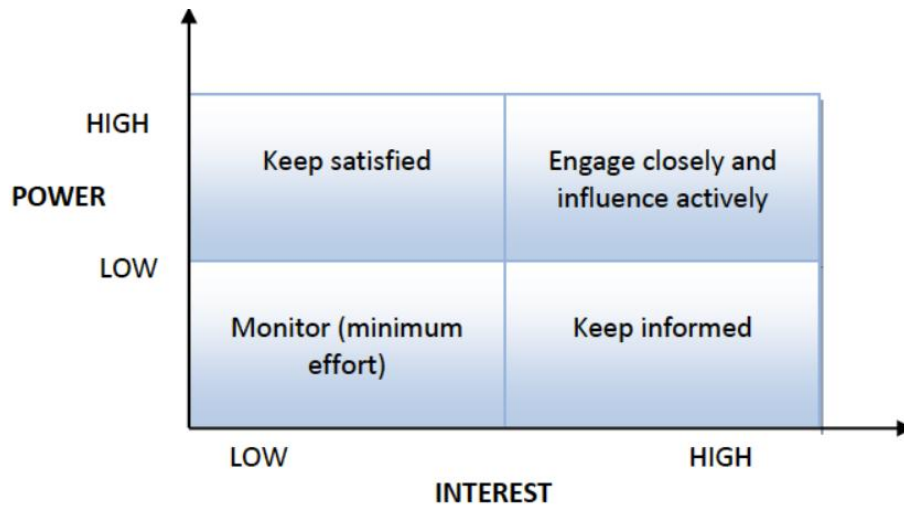 HIGH
Keep satisfied
Engage closely and
influence actively
POWER
LOW
Monitor (minimum
effort)
Keep informed
LOW
HIGH
INTEREST